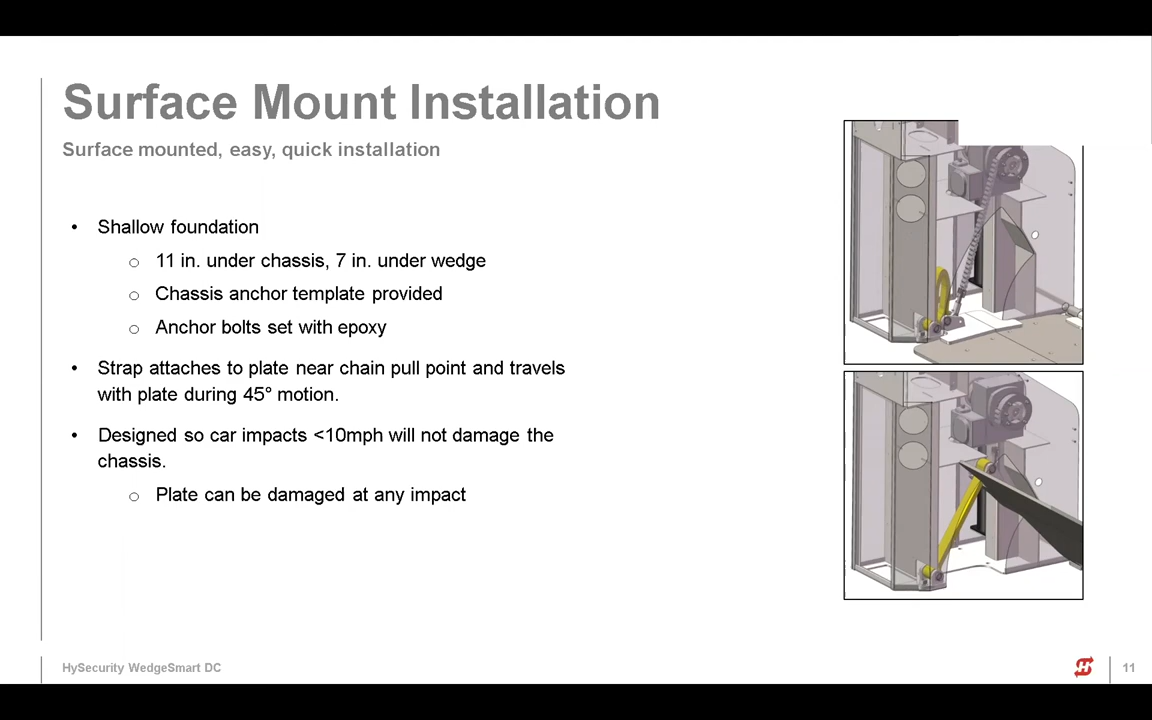 Surface Mount Installation
Surface mounted, easy, quick installation
• Shallow foundation
o 11 in. under chassis, 7 in. under wedge
o Chassis anchor template provided
o Anchor bolts set with epoxy
• Strap attaches to plate near chain pull point and travels
with plate during 45° motion.
• Designed so car impacts <10mph will not damage the
chassis.
o Plate can be damaged at any impact
HySecurity WedgeSmart DC
H
11